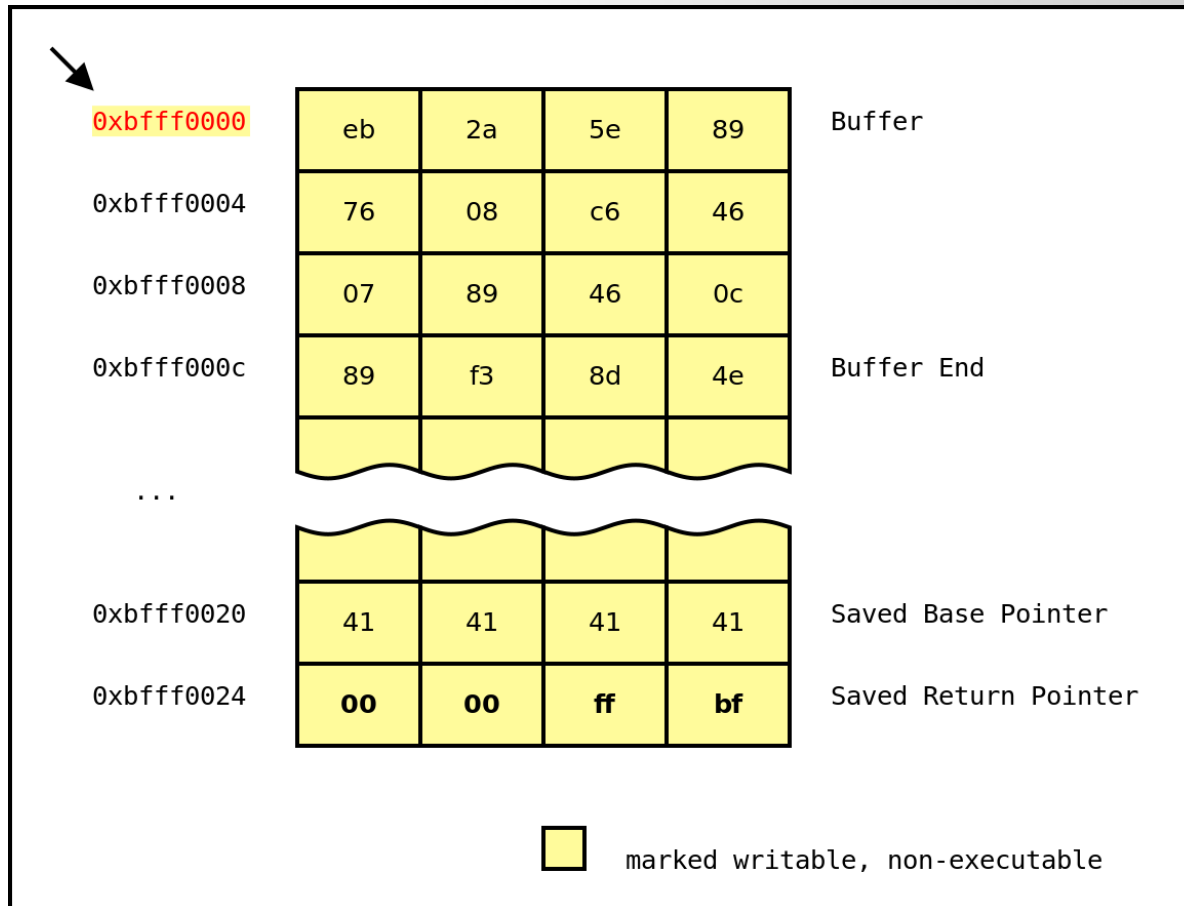 0xbfff0000 eb 2a 5e 89 Buffer
0xbfff0004 76 08 c6 46
0xbfff0008 07 89 46 0c
0xbfff000c 89 f3 8d 4e Buffer End
...
0xbfff0020 41 41 41 41 Saved Base Pointer
0xbfff0024 00 00 ff bf Saved Return Pointer
marked writable, non-executable